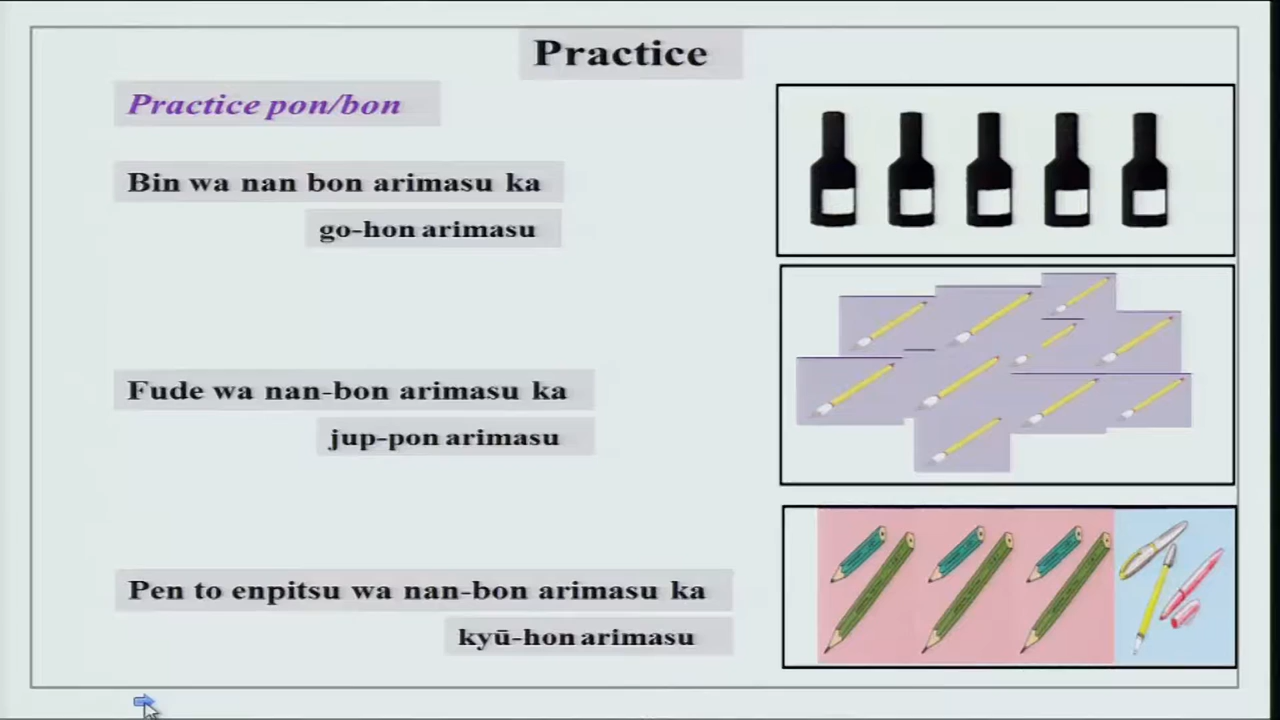 Practice
Practice pon/bon
Bin wa nan bon arimasu ka
go-hon arimasu
Fude wa nan-bon arimasu ka
jup-pon arimasu
Pen to enpitsu wa nan-bon arimasu ka
kyū-hon arimasu